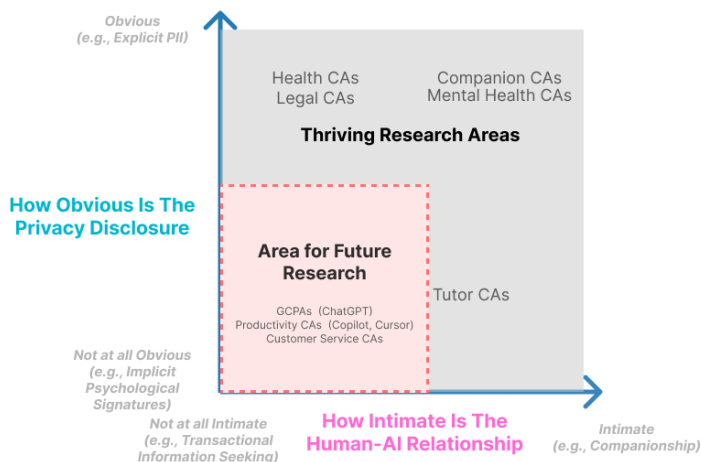 Obvious
(e.g., Explicit PII)
Health CAs
Legal CAs
Companion CAs
Mental Health CAs
Thriving Research Areas
How Obvious Is The
Privacy Disclosure
Area for Future
Research
GCPAs (ChatGPT)
Productivity CAs (Copilot, Cursor)
Customer Service CAs
Tutor CAs
Not at all Obvious
(e.g., Implicit
Psychological
Signatures)
Not at all Intimate
(e.g., Transactional
Information Seeking)
How Intimate Is The
Human-AI Relationship
Intimate
(e.g., Companionship)